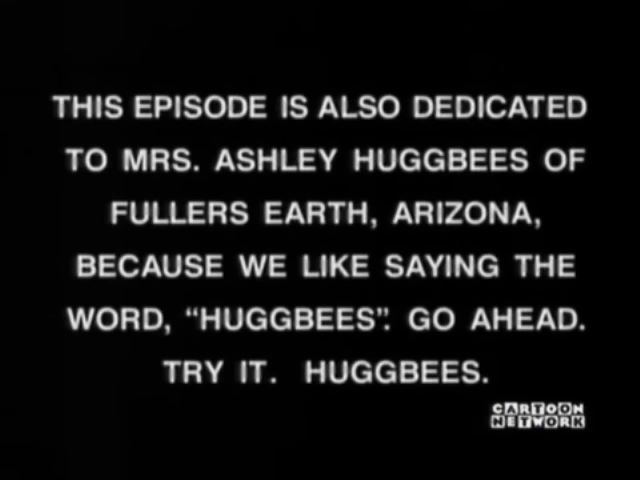 THIS EPISODE IS ALSO DEDICATED
TO MRS. ASHLEY HUGGBEES OF
FULLERS EARTH, ARIZONA,
BECAUSE WE LIKE SAYING THE
WORD, “HUGGBEES”. GO AHEAD.
TRY IT. HUGGBEES.
CARTOON
NETWORK